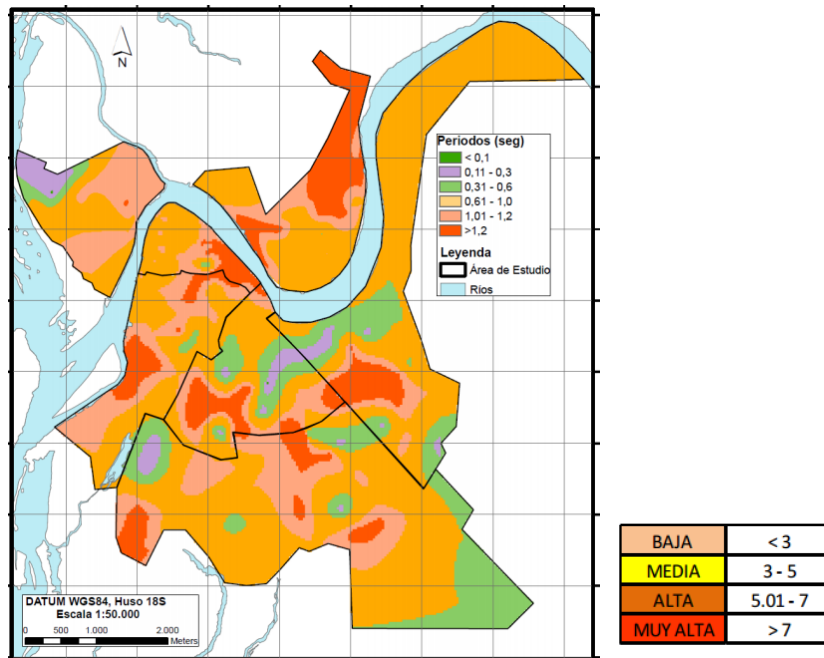 N
Periodos (seg)
< 0,1
0,11 - 0,3
0,31 - 0,6
0,61 - 1,0
1,01 - 1,2
>1,2
Leyenda
Área de Estudio
Ríos
DATUM WGS84, Huso 18S
Escala 1:50.000
0 500 1.000 2.000
Meters
BAJA < 3
MEDIA 3 - 5
ALTA 5.01 - 7
MUY ALTA > 7